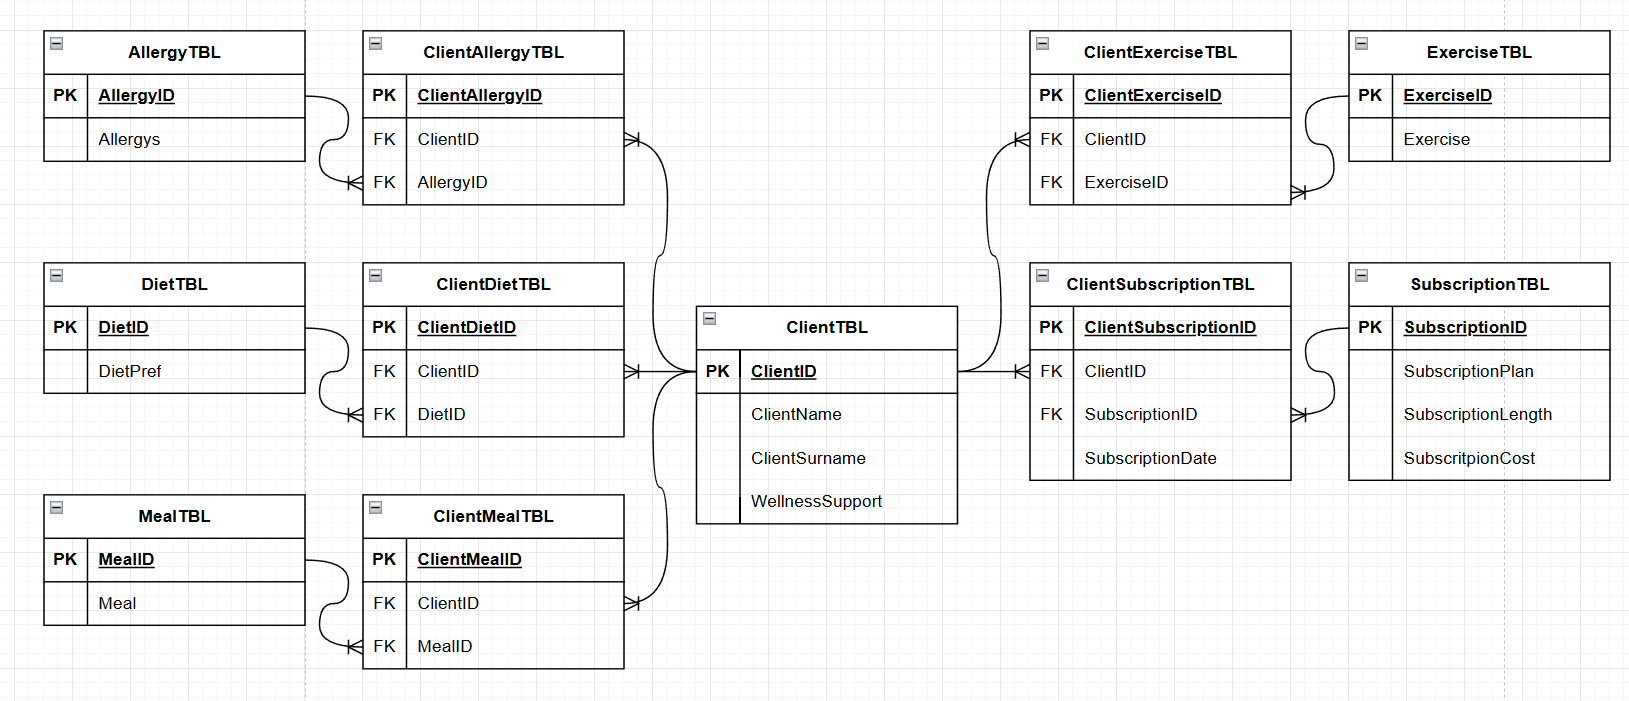 AllergyTBL
PK AllergyID
Allergys
ClientAllergyTBL
PK ClientAllergyID
FK ClientID
FK AllergyID
ClientExerciseTBL
PK ClientExerciseID
FK ClientID
FK ExerciseID
ExerciseTBL
PK ExerciseID
Exercise
DietTBL
PK DietID
DietPref
ClientDietTBL
PK ClientDietID
FK ClientID
FK DietID
ClientTBL
PK ClientID
ClientName
ClientSurname
WellnessSupport
ClientSubscriptionTBL
PK ClientSubscriptionID
FK ClientID
FK SubscriptionID
SubscriptionDate
SubscriptionTBL
PK SubscriptionID
SubscriptionPlan
SubscriptionLength
SubscritpionCost
MealTBL
PK MealID
Meal
ClientMealTBL
PK ClientMealID
FK ClientID
FK MealID